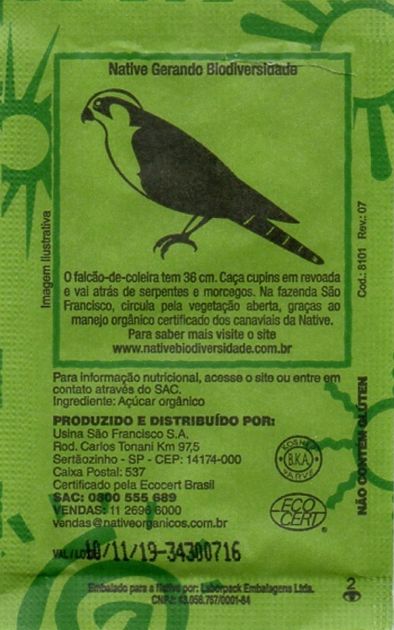 Native Gerando Biodiversidade
O falcão-de-coleira tem 36 cm. Caça cupins em revoada
e vai atrás de serpentes e morcegos. Na fazenda São
Francisco, circula pela vegetação aberta, graças ao
manejo orgânico certificado dos canaviais da Native.
Para saber mais visite o site
www.nativebiodiversidade.com.br
Imagem Ilustrativa
Cod.: 8101 Rev.: 07
Para informação nutricional, acesse o site ou entre em
contato através do SAC.
Ingrediente: Açúcar orgânico
PRODUZIDO E DISTRIBUÍDO POR:
Usina São Francisco S.A.
Rod. Carlos Tonani Km 97,5
Sertãozinho - SP - CEP: 14174-000
Caixa Postal: 537
Certificado pela Ecocert Brasil
SAC: 0800 555 689
VENDAS: 11 2696 6000
vendas@nativeorganicos.com.br
KOSHER
B.K.A.
PARVE
ECO
CERT
®
NÃO CONTÉM GLÚTEN
VAL/LOTE 10/11/19-34300716
Embalado para a Native por: Laborpack Embalagens Ltda.
CNPJ:
2